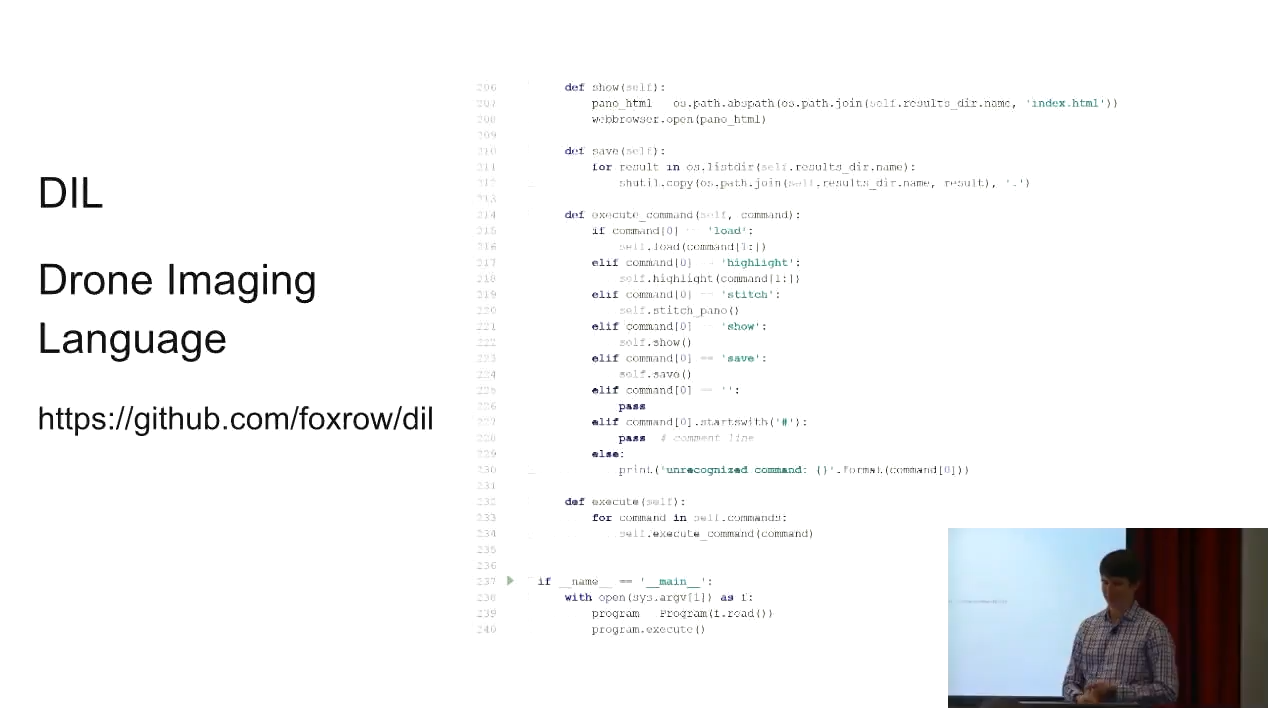 DIL
Drone Imaging
Language
https://github.com/foxrow/dil
206 def show(self):
207 pano_html = os.path.abspath(os.path.join(self.results_dir.name, 'index.html'))
208 webbrowser.open(pano_html)
209
210 def save(self):
211 for result in os.listdir(self.results_dir.name):
212 shutil.copy(os.path.join(self.results_dir.name, result), '.')
213
214 def execute_command(self, command):
215 if command[0] == 'load':
216 self.load(command[1:])
217 elif command[0] == 'highlight':
218 self.highlight(command[1:])
219 elif command[0] == 'stitch':
220 self.stitch_pano()
221 elif command[0] == 'show':
222 self.show()
223 elif command[0] == 'save':
224 self.save()
225 elif command[0] == '':
226 pass
227 elif command[0].startswith('#'):
228 pass # comment line
229 else:
230 print('unrecognized command: {}'.format(command[0]))
231
232 def execute(self):
233 for command in self.commands:
234 self.execute_command(command)
235
236
237 if __name__ == '__main__':
238 with open(sys.argv[1]) as f:
239 program = Program(f.read())
240 program.execute()